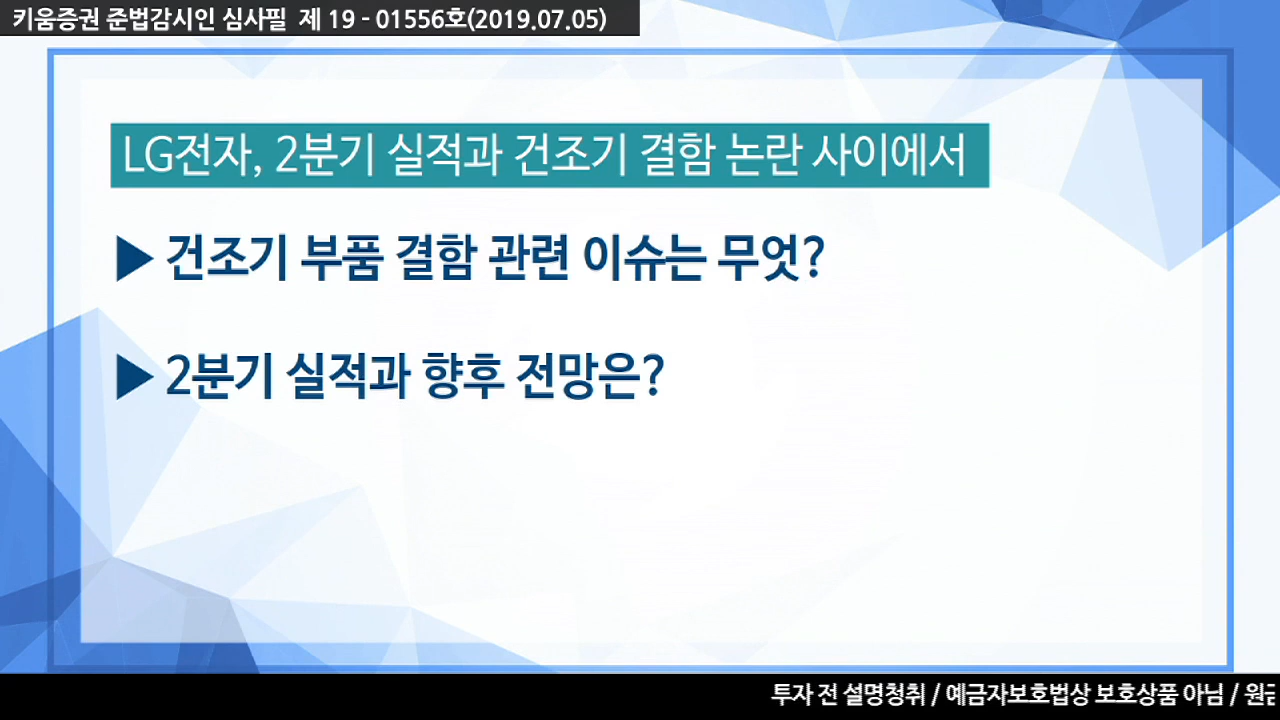 키움증권 준법감시인 심사필 제 19 - 01556호(2019.07.05)
LG전자, 2분기 실적과 건조기 결함 논란 사이에서
▶ 건조기 부품 결함 관련 이슈는 무엇?
▶ 2분기 실적과 향후 전망은?
투자 전 설명청취 / 예금자보호법상 보호상품 아님 / 원금